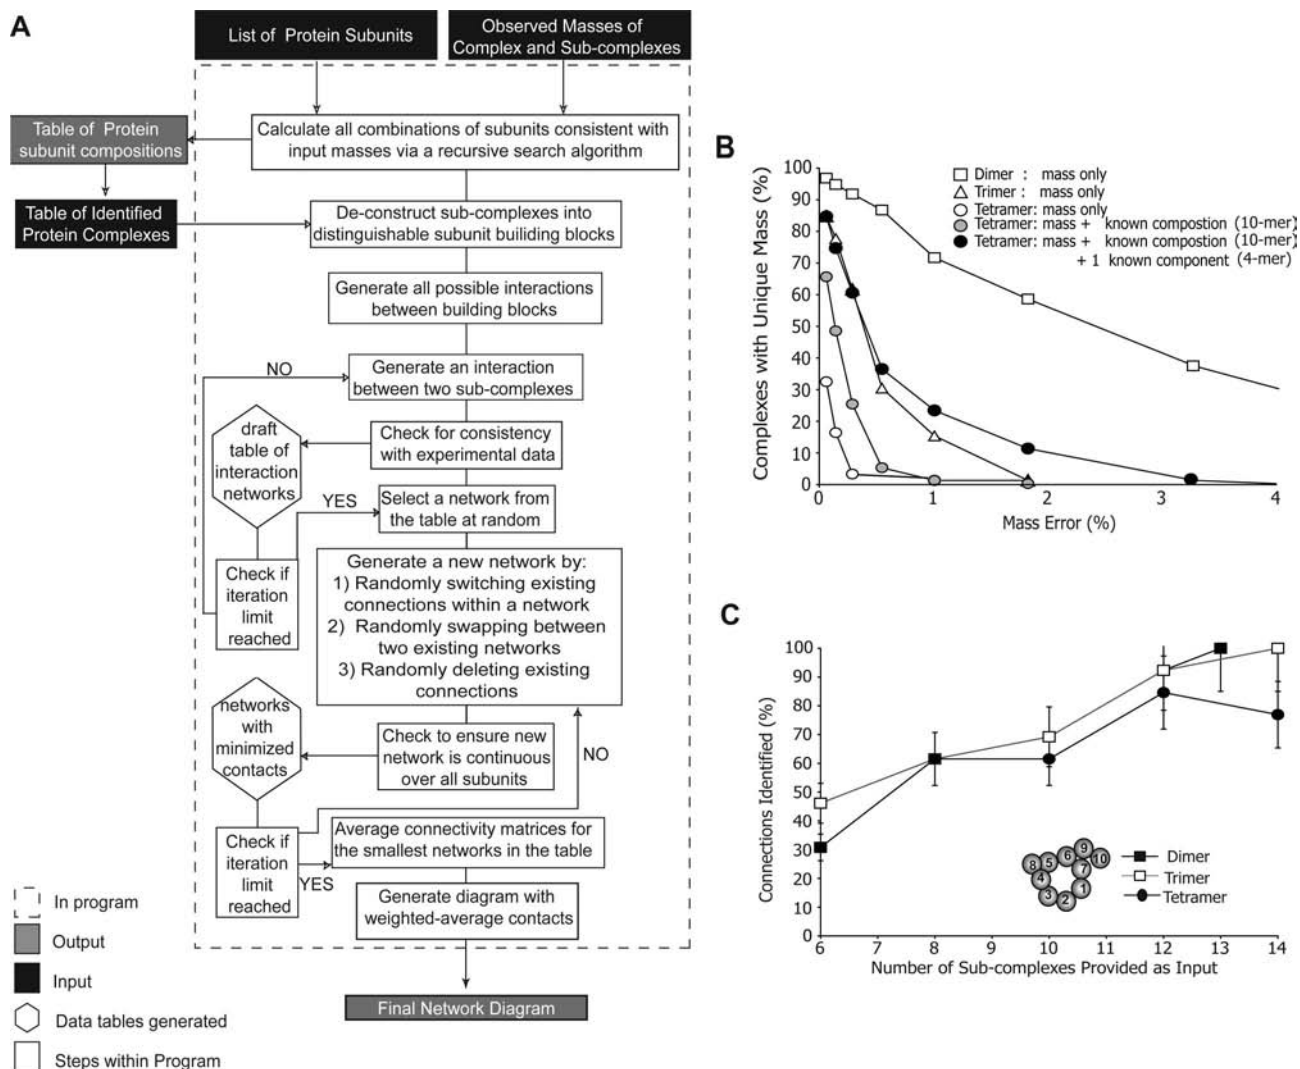 A
List of Protein Subunits
Observed Masses of
Complex and Sub-complexes
Table of Protein
subunit compositions
Calculate all combinations of subunits consistent with
input masses via a recursive search algorithm
Table of Identified
Protein Complexes
De-construct sub-complexes into
distinguishable subunit builiding blocks
Generate all possible interactions
between building blocks
NO
Generate an interaction
between two sub-complexes
draft
table of
interaction
networks
Check for consistency
with experimental data
YES
Select a network from
the table at random
Check if
iteration
limit
reached
Generate a new network by:
1) Randomly switching existing
connections within a network
2) Randomly swapping between
two existing networks
3) Randomly deleting existing
connections
networks
with
minimized
contacts
Check to ensure new
network is continuous
over all subunits
NO
Check if
iteration
limit
reached
YES
Average connectivity matrices for
the smallest networks in the table
Generate diagram with
weighted-average contacts
Final Network Diagram
In program
Output
Input
Data tables generated
Steps within Program
B
Complexes with Unique Mass (%)
100
90
80
70
60
50
40
30
20
10
0
0
1
2
3
4
Mass Error (%)
Dimer : mass only
Trimer : mass only
Tetramer: mass only
Tetramer: mass + known compostion (10-mer)
Tetramer: mass + known compostion (10-mer)
+ 1 known component (4-mer)
C
Connections Identified (%)
100
90
80
70
60
50
40
30
20
10
0
6
7
8
9
10
11
12
13
14
Number of Sub-complexes Provided as Input
8
5
6
9
10
4
7
3
2
1
Dimer
Trimer
Tetramer